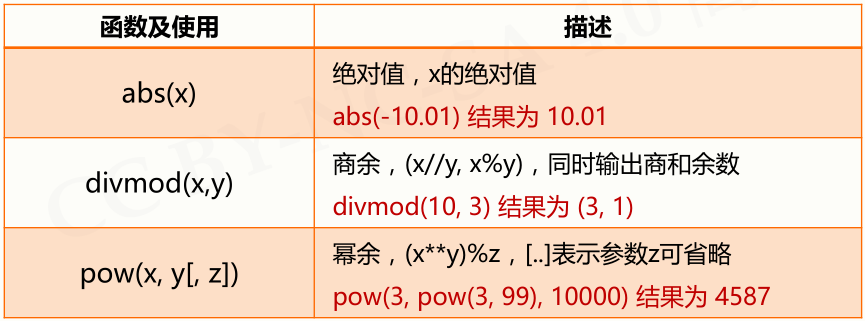 函数及使用
描述
abs(x)
绝对值，x的绝对值
abs(-10.01) 结果为 10.01
divmod(x,y)
商余，(x//y, x%y)，同时输出商和余数
divmod(10, 3) 结果为 (3, 1)
pow(x, y[, z])
幂余，(x**y)%z，[..]表示参数z可省略
pow(3, pow(3, 99), 10000) 结果为 4587